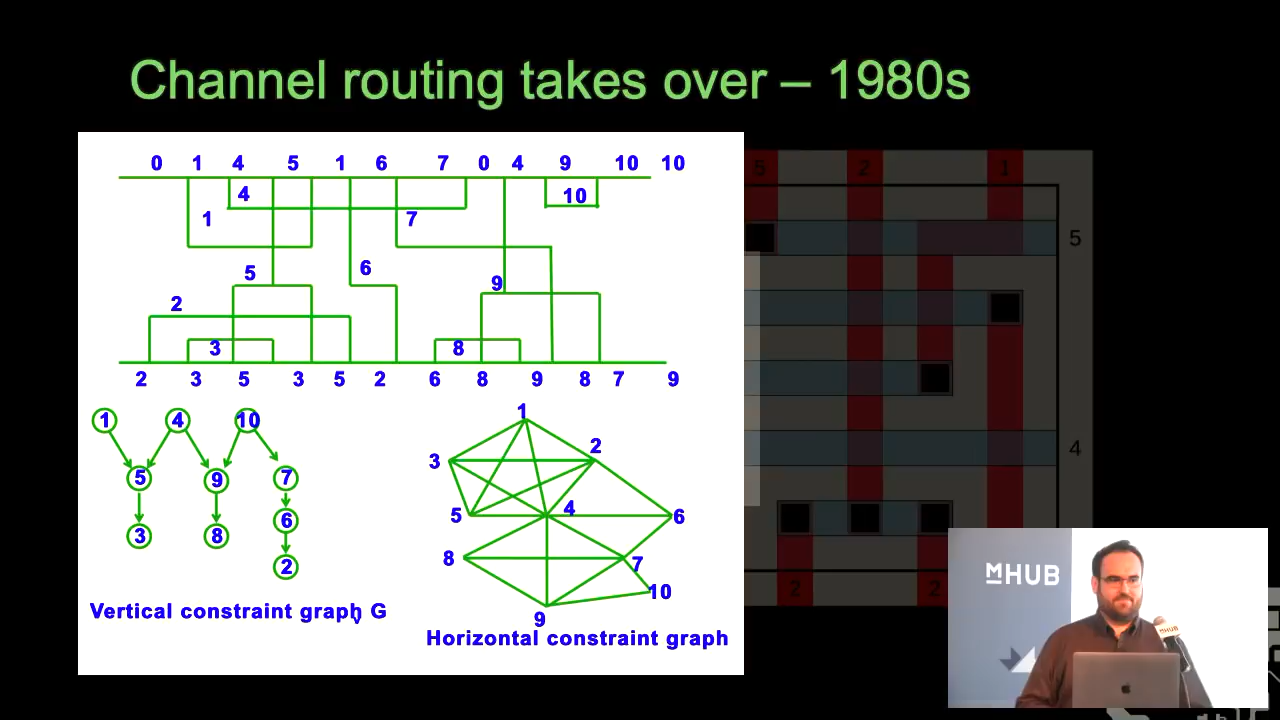 Channel routing takes over – 1980s
0 1 4 5 1 6 7 0 4 9 10 10
4
10
1
7
5
6
9
2
3
8
2 3 5 3 5 2 6 8 9 8 7 9
1 4 10
5 9 7
6
3 8
2
Vertical constraint graph G
1
2
3
4
5
6
8
7
10
9
Horizontal constraint graph
5 2 1
5
4
2 2
MHUB
MHUB